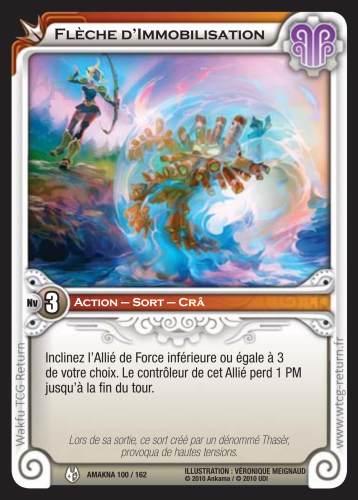 FLÈCHE D'IMMOBILISATION
Nv 3 ACTION – SORT – CRÂ
Inclinez l'Allié de Force inférieure ou égale à 3
de votre choix. Le contrôleur de cet Allié perd 1 PM
jusqu'à la fin du tour.
Lors de sa sortie, ce sort créé par un dénommé Thasèr,
provoqua de hautes tensions.
AMAKNA 100 / 162
ILLUSTRATION : VÉRONIQUE MEIGNAUD
© 2010 Ankama / © 2010 UDI
Wakfu TCG Return
www.wtcg-return.fr